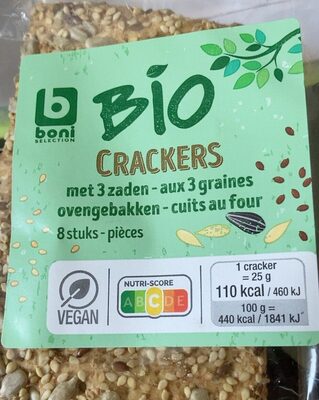 boni
SELECTION
BIO
CRACKERS
met 3 zaden - aux 3 graines
ovengebakken - cuits au four
8 stuks - pièces
VEGAN
NUTRI-SCORE
A B C D E
1 cracker
= 25 g
110 kcal / 460 kJ
100 g =
440 kcal / 1841 kJ